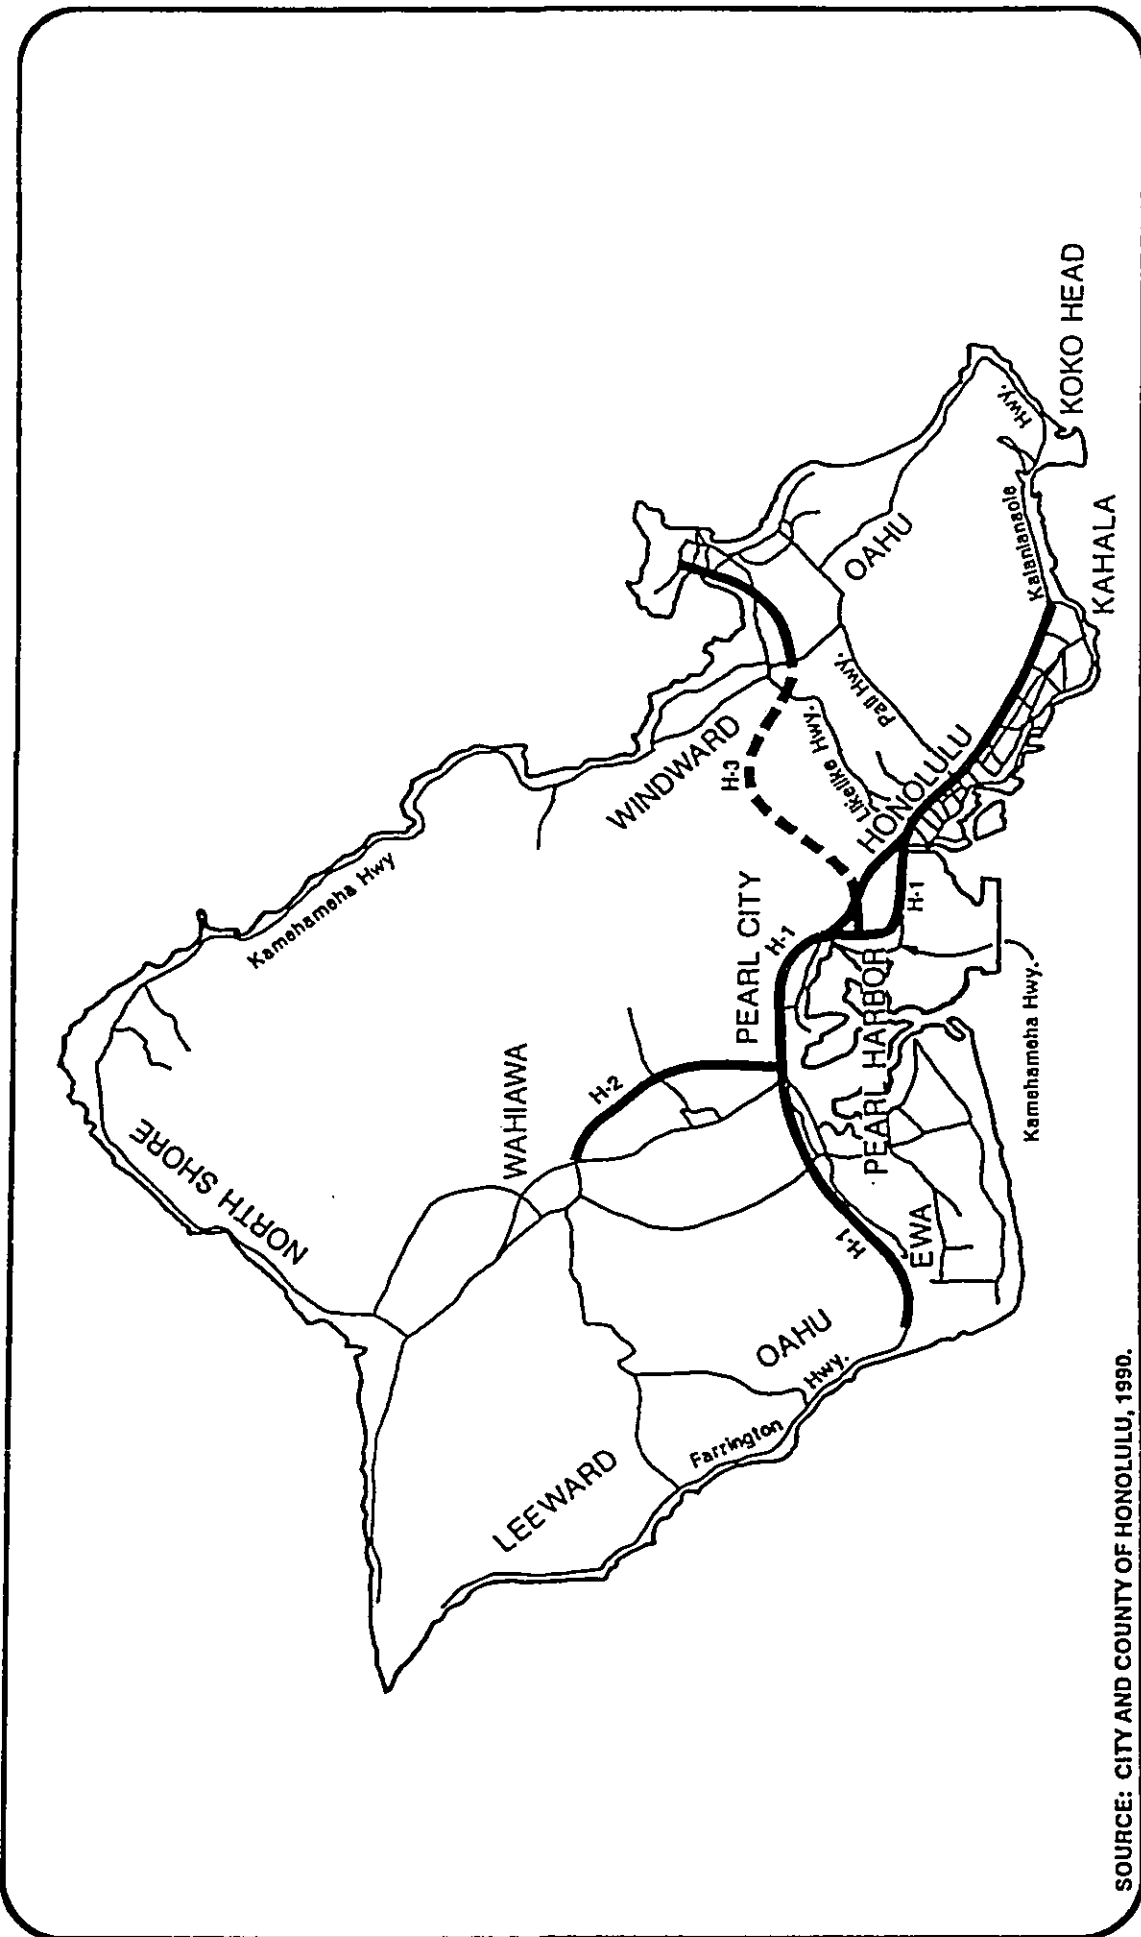 NORTH SHORE
Kamehameha Hwy
WAHIAWA
LEEWARD
OAHU
Farrington
Hwy.
H-2
PEARL CITY
H-1
H-1
EWA
PEARL HARBOR
Kamehameha Hwy.
H-1
WINDWARD
OAHU
H-3
Likelike Hwy.
Pali Hwy.
HONOLULU
Kalanianaole
Hwy.
KAHALA
KOKO HEAD
SOURCE: CITY AND COUNTY OF HONOLULU, 1990.